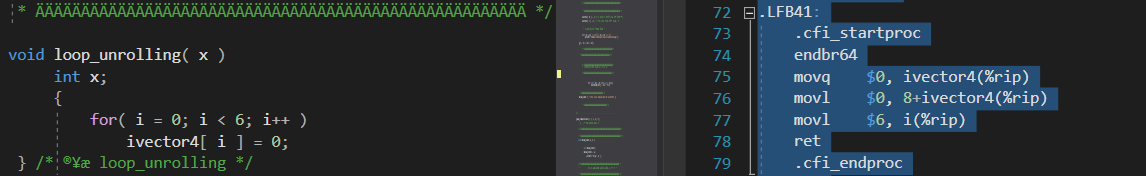 * ÄÄÄÄÄÄÄÄÄÄÄÄÄÄÄÄÄÄÄÄÄÄÄÄÄÄÄÄÄÄÄÄÄÄÄÄÄÄÄÄÄÄÄÄÄÄÄÄÄÄÄÄÄÄ */
void loop_unrolling( x )
int x;
{
for( i = 0; i < 6; i++ )
ivector4[ i ] = 0;
} /* ®¥æ loop_unrolling */
72 .LFB41:
73 .cfi_startproc
74 endbr64
75 movq $0, ivector4(%rip)
76 movl $0, 8+ivector4(%rip)
77 movl $6, i(%rip)
78 ret
79 .cfi_endproc